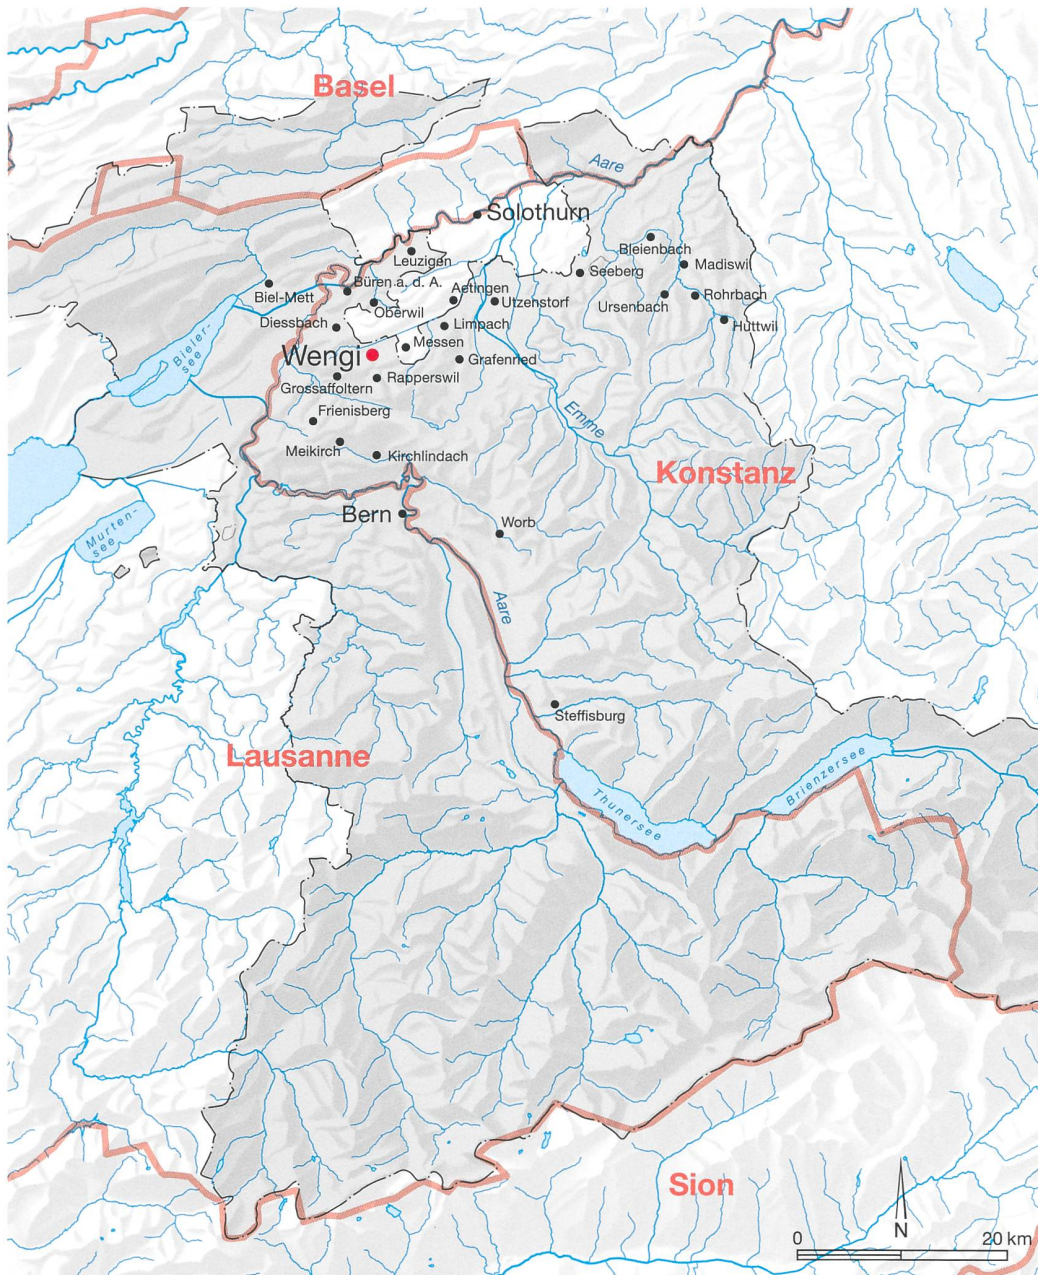 Basel
Aare
Solothurn
Bleienbach
Leuzigen
Madiswil
Seeberg
Büren a. d. A.
Biel-Mett
Aetingen
Utzenstorf
Ursenbach
Rohrbach
Oberwil
Diessbach
Limpach
Huttwil
Bieler-
see
Messen
Wengi
Grafenried
Grossaffoltern
Rapperswil
Frienisberg
Emme
Meikirch
Kirchlindach
Konstanz
Bern
Worb
Murten-
see
Aare
Steffisburg
Lausanne
Brienzersee
Thunersee
Sion
N
0
20 km